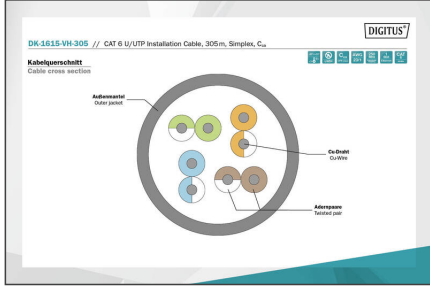 DIGITUS®
DK-1615-VH-305 // CAT 6 U/UTP Installation Cable, 305 m, Simplex, Cca
Kabelquerschnitt
Cable cross section
Außenmantel
Outer jacket
Cu-Draht
Cu-Wire
Adernpaare
Twisted pair